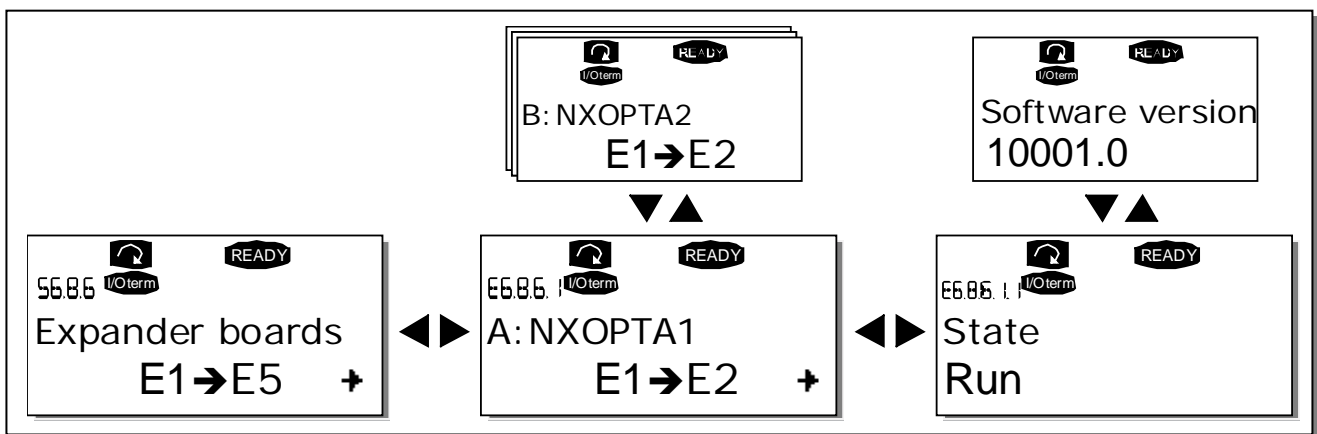 READY
I/Oterm
B:NXOPTA2
E1➔E2
READY
I/Oterm
Software version
10001.0
READY
S6.8.6 I/Oterm
Expander boards
E1➔E5 ➔
READY
E6.8.6.1 I/Oterm
A:NXOPTA1
E1➔E2 ➔
READY
E6.8.6.1.1 I/Oterm
State
Run